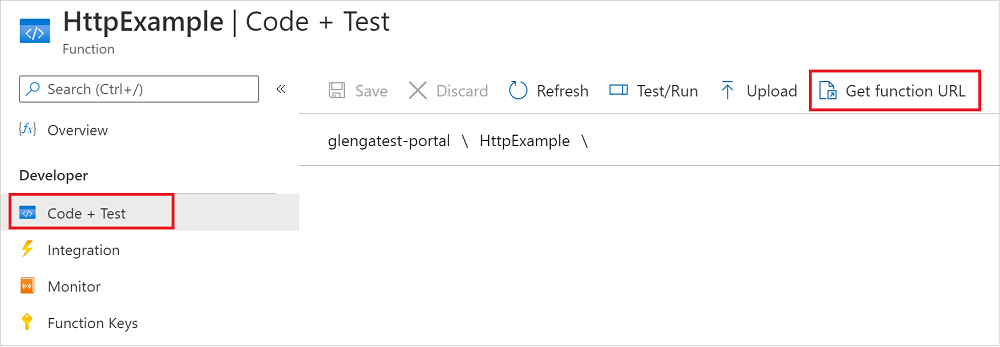 HttpExample | Code + Test
Function
Search (Ctrl+/)
«
Overview
Developer
Code + Test
Integration
Monitor
Function Keys
Save Discard Refresh Test/Run Upload Get function URL
glengatest-portal \ HttpExample \